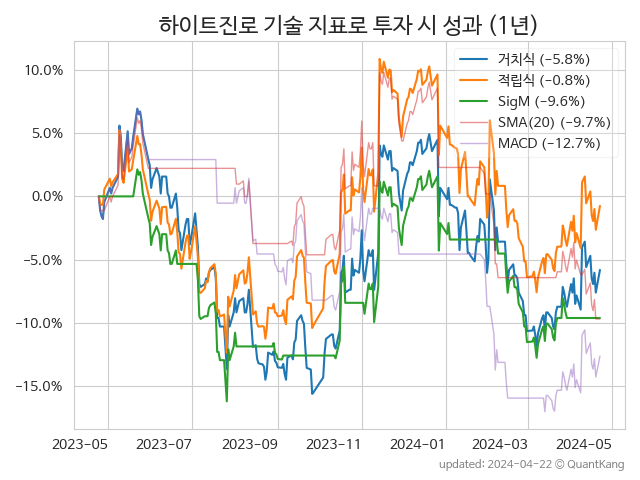 하이트진로 기술 지표로 투자 시 성과 (1년)
거치식 (−5.8%)
적립식 (−0.8%)
SigM (−9.6%)
SMA(20) (−9.7%)
MACD (−12.7%)
10.0%
5.0%
0.0%
−5.0%
−10.0%
−15.0%
2023-05 2023-07 2023-09 2023-11 2024-01 2024-03 2024-05
updated: 2024-04-22 © QuantKang